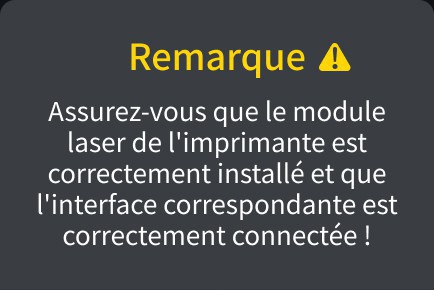 Remarque ⚠
Assurez-vous que le module
laser de l'imprimante est
correctement installé et que
l'interface correspondante est
correctement connectée !